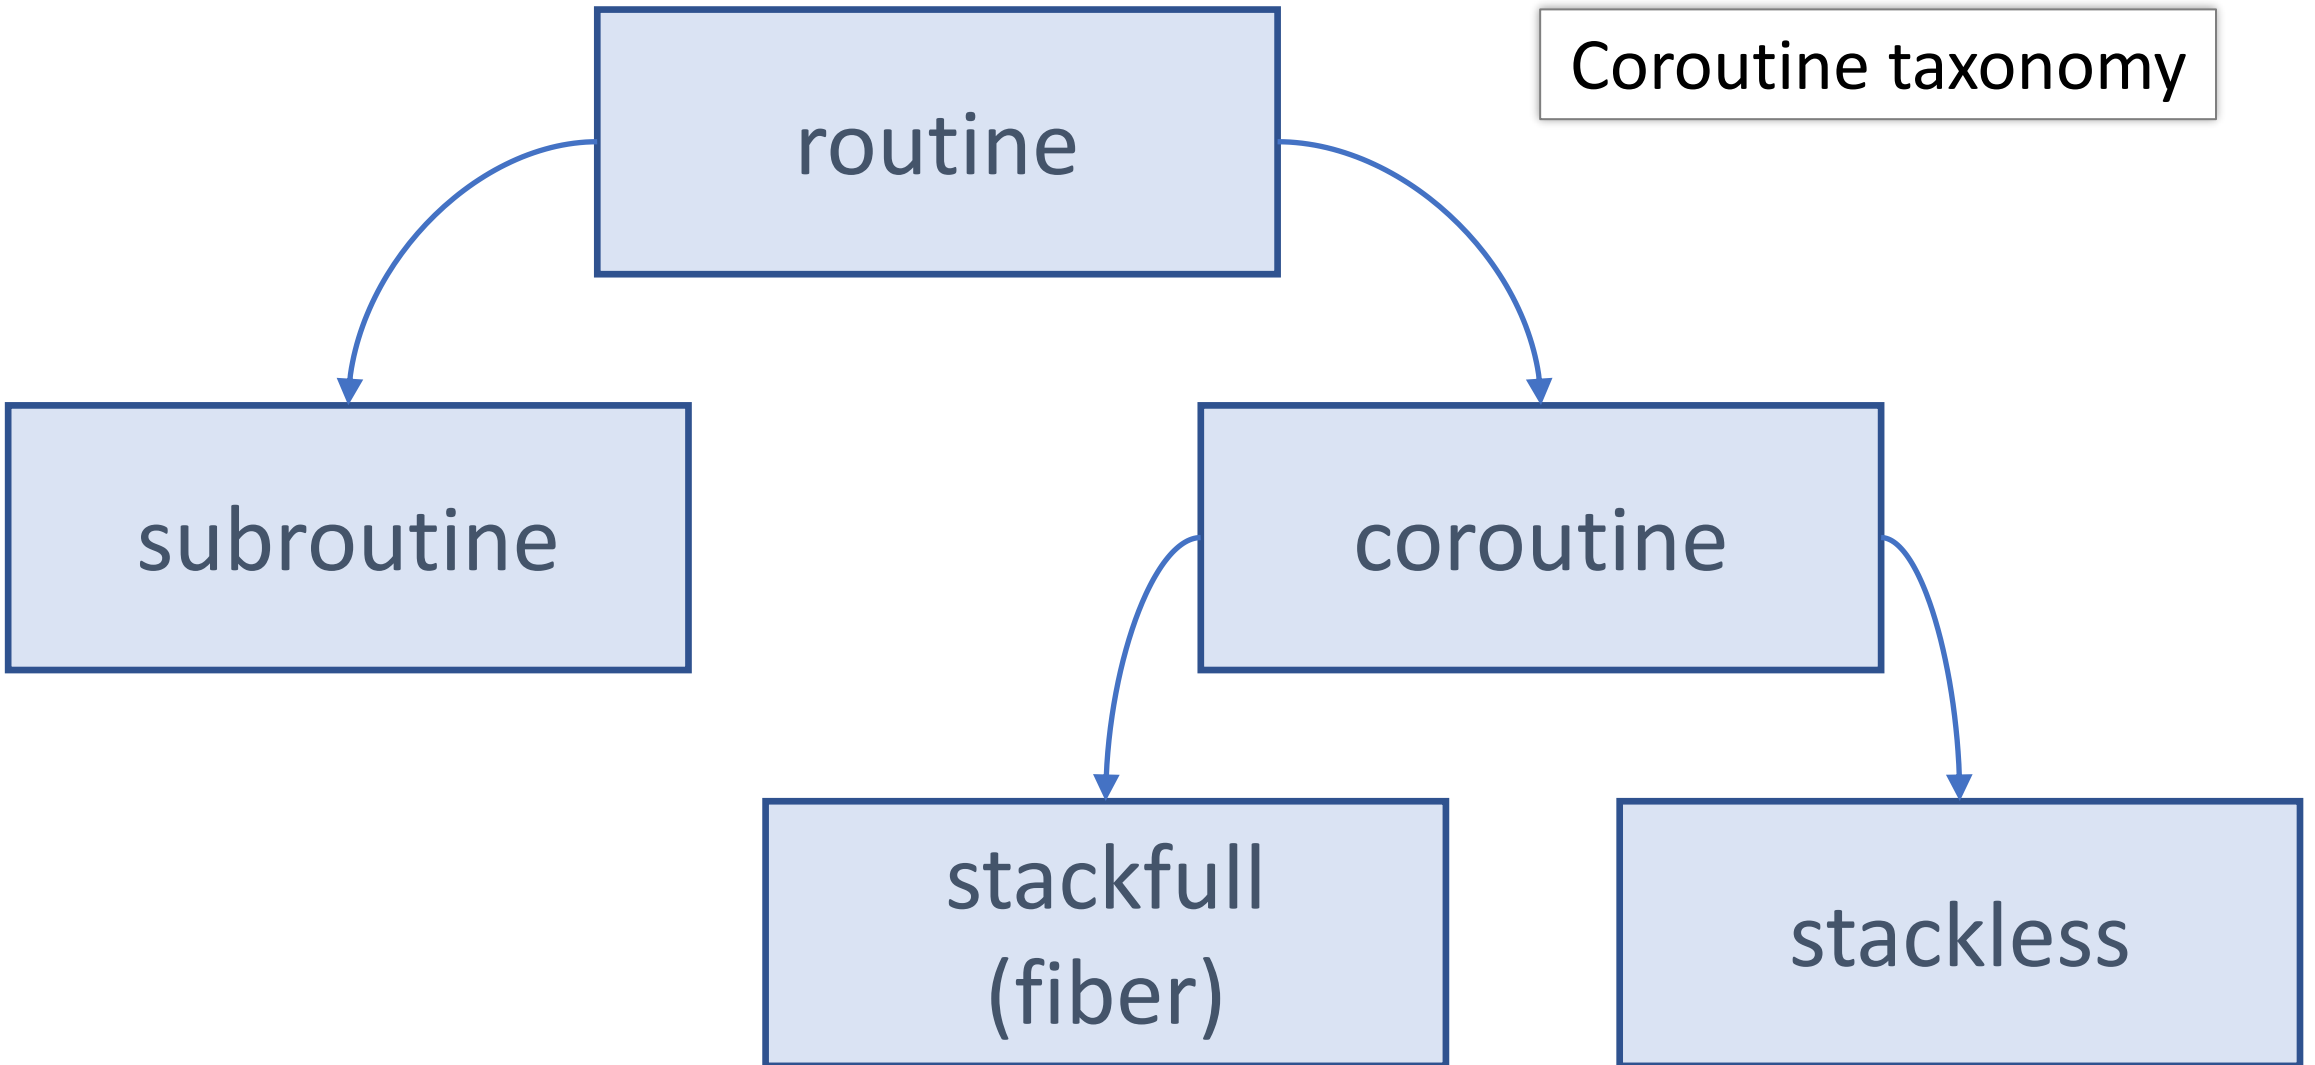 routine
Coroutine taxonomy
subroutine
coroutine
stackfull
(fiber)
stackless